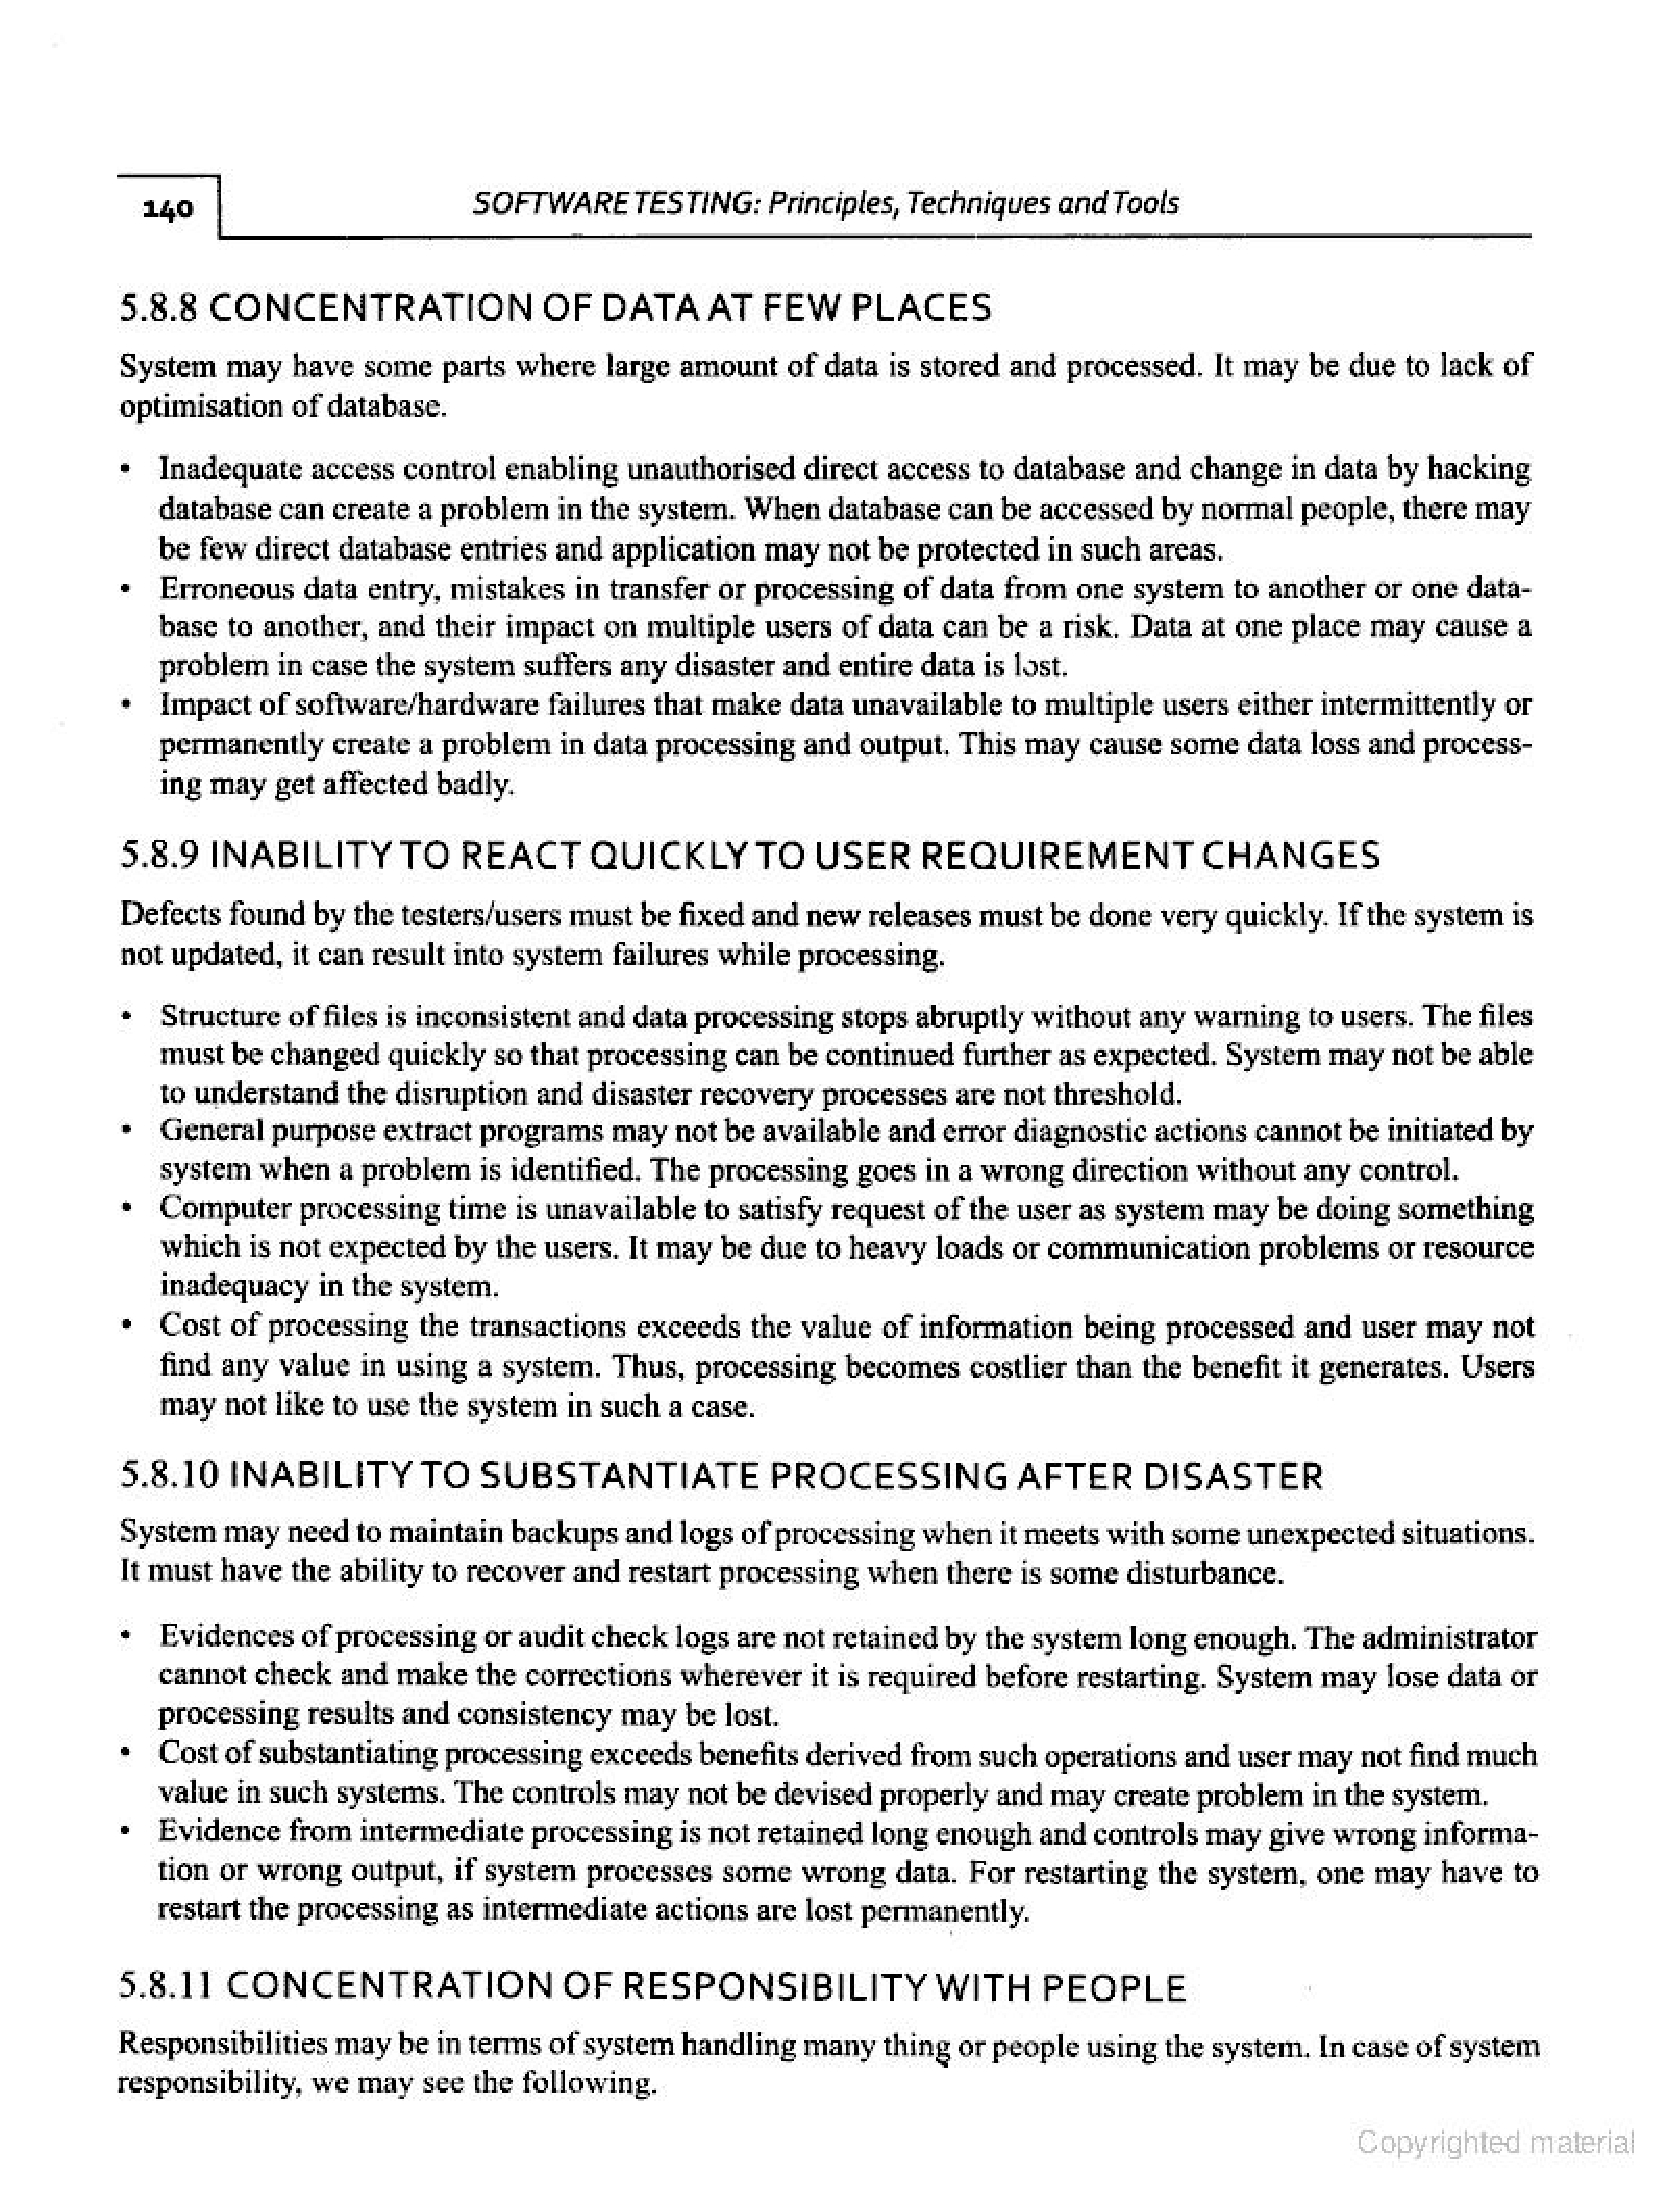 140
SOFTWARE TESTING: Principles, Techniques and Tools
5.8.8 CONCENTRATION OF DATA AT FEW PLACES
System may have some parts where large amount of data is stored and processed. It may be due to lack of
optimisation of database.
• Inadequate access control enabling unauthorised direct access to database and change in data by hacking
database can create a problem in the system. When database can be accessed by normal people, there may
be few direct database entries and application may not be protected in such areas.
• Erroneous data entry, mistakes in transfer or processing of data from one system to another or one data-
base to another, and their impact on multiple users of data can be a risk. Data at one place may cause a
problem in case the system suffers any disaster and entire data is lost.
• Impact of software/hardware failures that make data unavailable to multiple users either intermittently or
permanently create a problem in data processing and output. This may cause some data loss and process-
ing may get affected badly.
5.8.9 INABILITY TO REACT QUICKLY TO USER REQUIREMENT CHANGES
Defects found by the testers/users must be fixed and new releases must be done very quickly. If the system is
not updated, it can result into system failures while processing.
• Structure of files is inconsistent and data processing stops abruptly without any warning to users. The files
must be changed quickly so that processing can be continued further as expected. System may not be able
to understand the disruption and disaster recovery processes are not threshold.
• General purpose extract programs may not be available and error diagnostic actions cannot be initiated by
system when a problem is identified. The processing goes in a wrong direction without any control.
• Computer processing time is unavailable to satisfy request of the user as system may be doing something
which is not expected by the users. It may be due to heavy loads or communication problems or resource
inadequacy in the system.
• Cost of processing the transactions exceeds the value of information being processed and user may not
find any value in using a system. Thus, processing becomes costlier than the benefit it generates. Users
may not like to use the system in such a case.
5.8.10 INABILITY TO SUBSTANTIATE PROCESSING AFTER DISASTER
System may need to maintain backups and logs of processing when it meets with some unexpected situations.
It must have the ability to recover and restart processing when there is some disturbance.
• Evidences of processing or audit check logs are not retained by the system long enough. The administrator
cannot check and make the corrections wherever it is required before restarting. System may lose data or
processing results and consistency may be lost.
• Cost of substantiating processing exceeds benefits derived from such operations and user may not find much
value in such systems. The controls may not be devised properly and may create problem in the system.
• Evidence from intermediate processing is not retained long enough and controls may give wrong informa-
tion or wrong output, if system processes some wrong data. For restarting the system, one may have to
restart the processing as intermediate actions are lost permanently.
5.8.11 CONCENTRATION OF RESPONSIBILITY WITH PEOPLE
Responsibilities may be in terms of system handling many thing or people using the system. In case of system
responsibility, we may see the following.
Copyrighted material